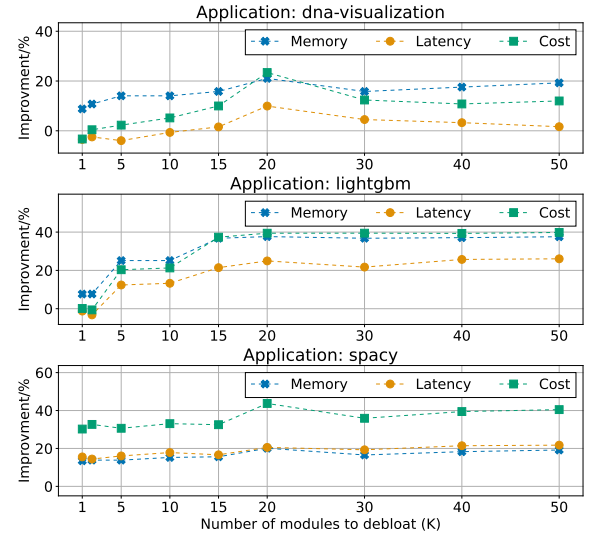 Application: dna-visualization
Improvment/%
40
20
0
Memory Latency Cost
1 5 10 15 20 30 40 50
Application: lightgbm
Improvment/%
40
20
0
Memory Latency Cost
1 5 10 15 20 30 40 50
Application: spacy
Improvment/%
60
40
20
0
Memory Latency Cost
1 5 10 15 20 30 40 50
Number of modules to debloat (K)